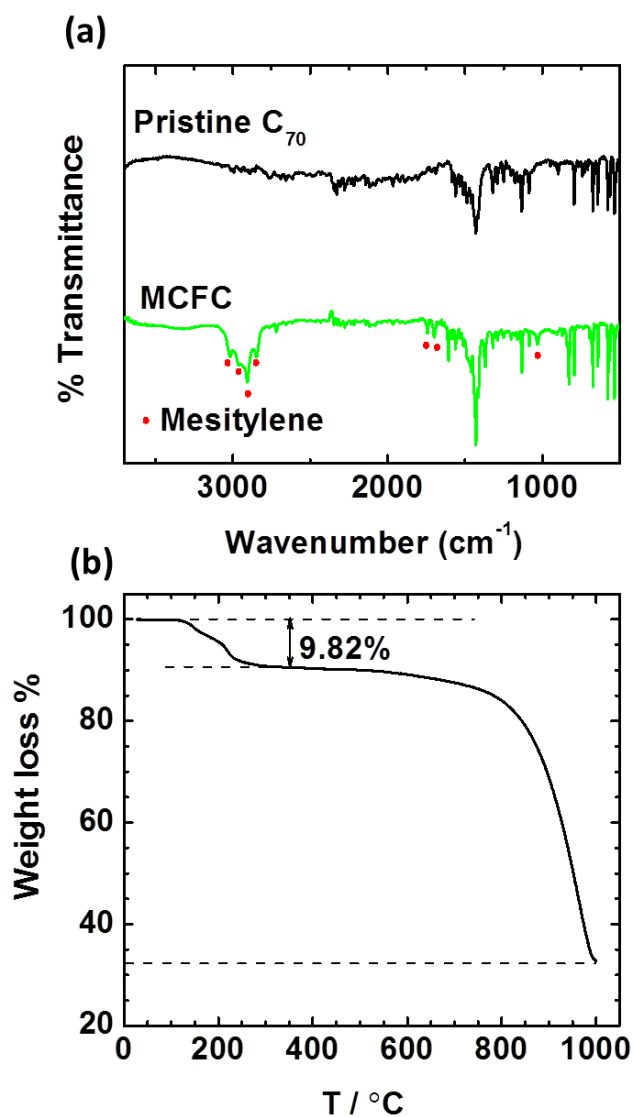 (a)
Pristine C₇₀
MCFC
• Mesitylene
% Transmittance
3000 2000 1000
Wavenumber (cm⁻¹)
(b)
100
80
60
40
20
9.82%
Weight loss %
0 200 400 600 800 1000
T / °C